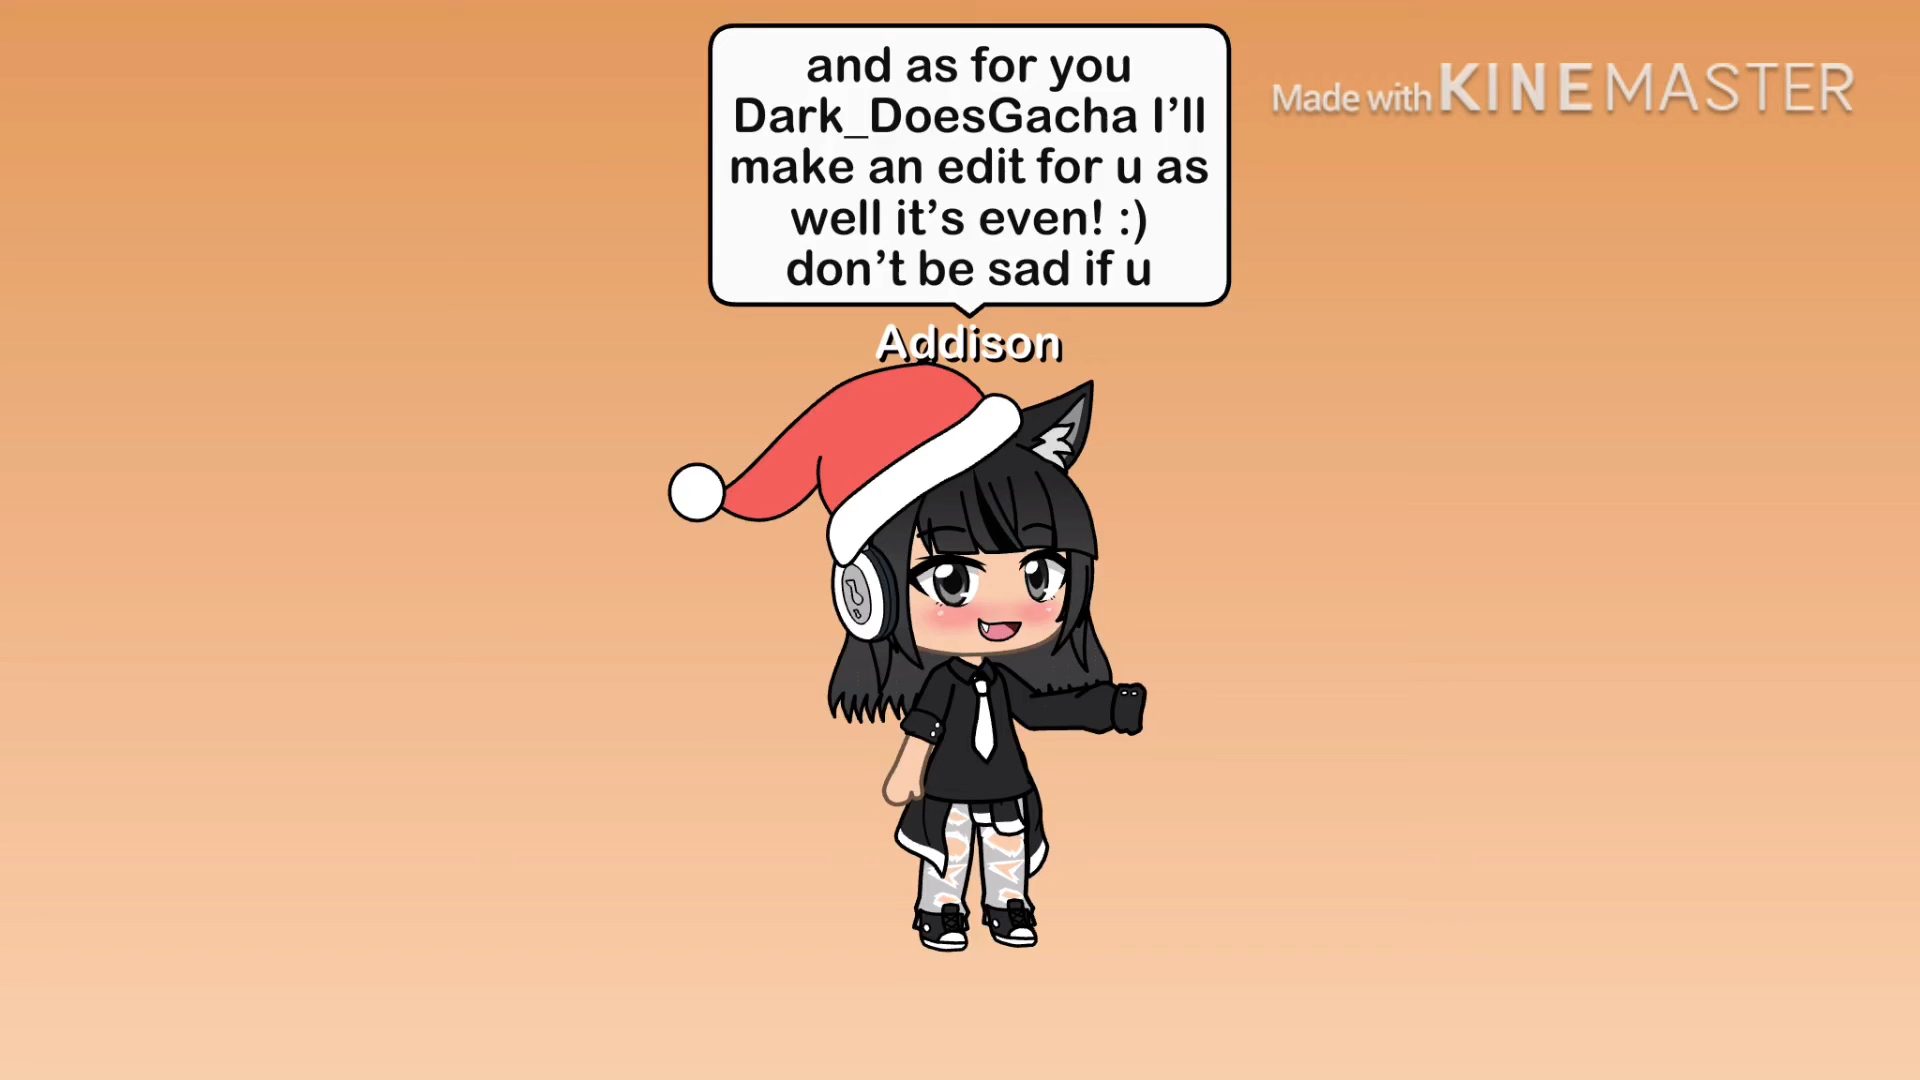 and as for you
Dark_DoesGacha I’ll
make an edit for u as
well it’s even! :)
don’t be sad if u
Made with KINEMASTER
Addison
B